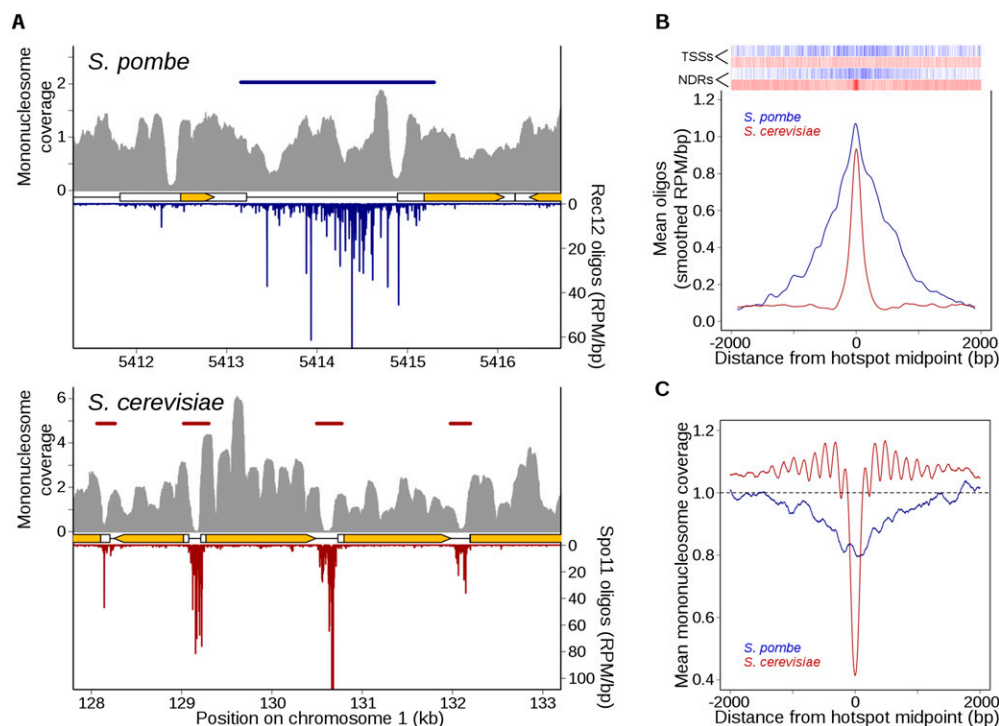 A
S. pombe
Mononucleosome
coverage
2
1
0
0
20
40
60
Rec12 oligos (RPM/bp)
5412 5413 5414 5415 5416
S. cerevisiae
Mononucleosome
coverage
6
4
2
0
0
20
40
60
80
100
Spo11 oligos (RPM/bp)
128 129 130 131 132 133
Position on chromosome 1 (kb)
B
TSSs
NDRs
S. pombe
S. cerevisiae
Mean oligos
(smoothed RPM/bp)
1.2
1.0
0.8
0.6
0.4
0.2
0.0
-2000 0 2000
Distance from hotspot midpoint (bp)
C
Mean mononucleosome coverage
1.2
1.0
0.8
0.6
0.4
S. pombe
S. cerevisiae
-2000 0 2000
Distance from hotspot midpoint (bp)